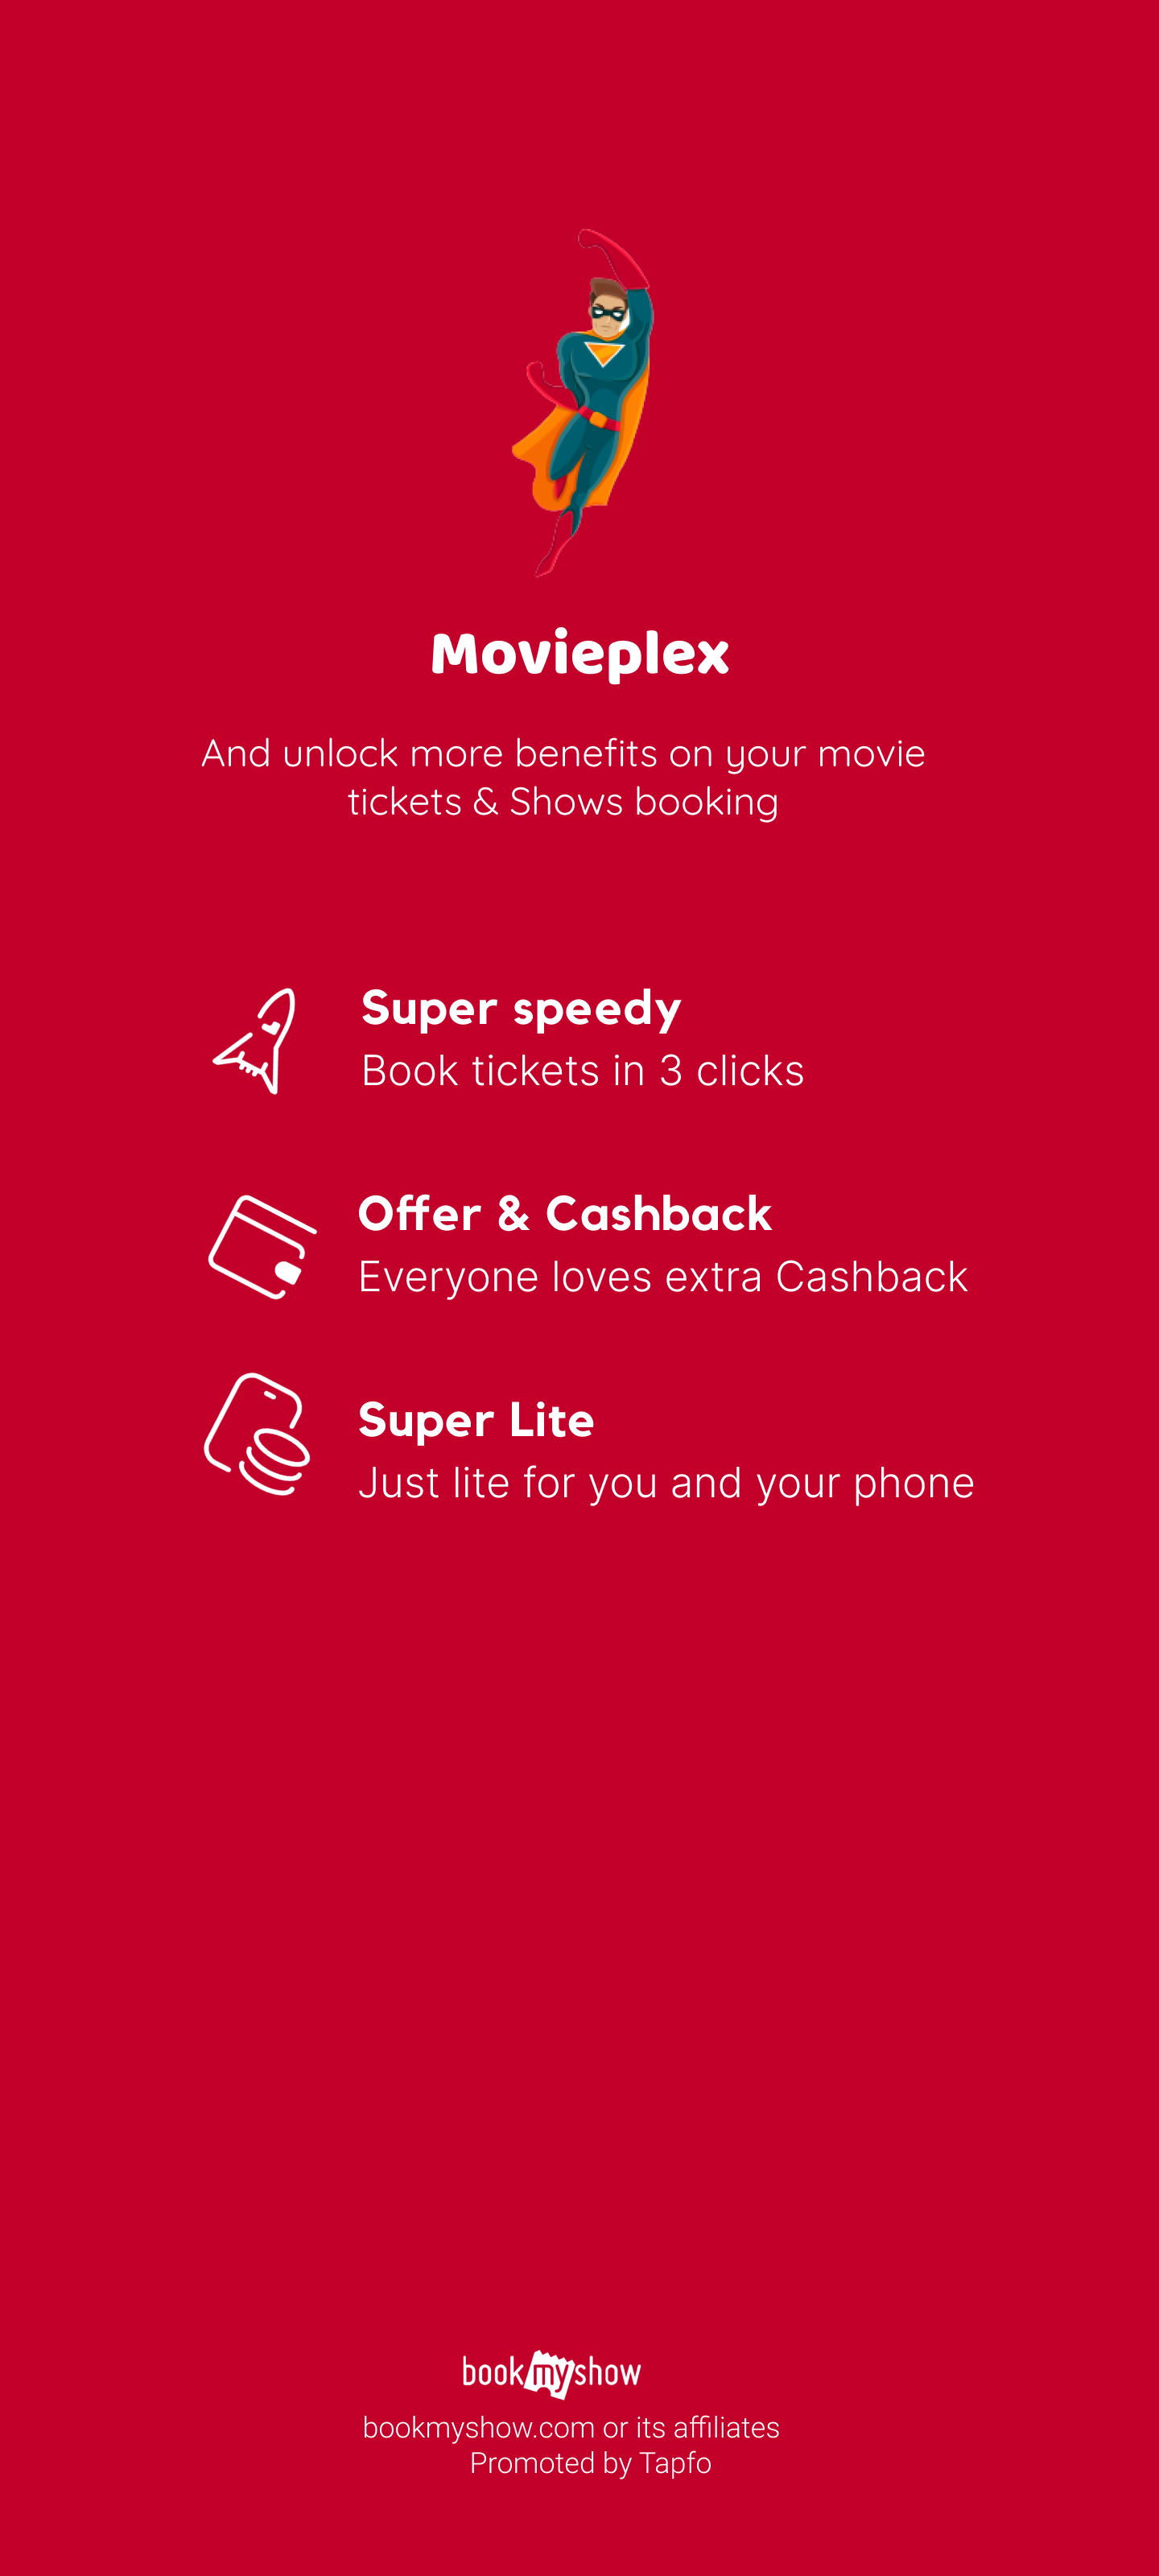 Movieplex
And unlock more benefits on your movie
tickets & Shows booking
Super speedy
Book tickets in 3 clicks
Offer & Cashback
Everyone loves extra Cashback
Super Lite
Just lite for you and your phone
bookmyshow
bookmyshow.com or its affiliates
Promoted by Tapfo